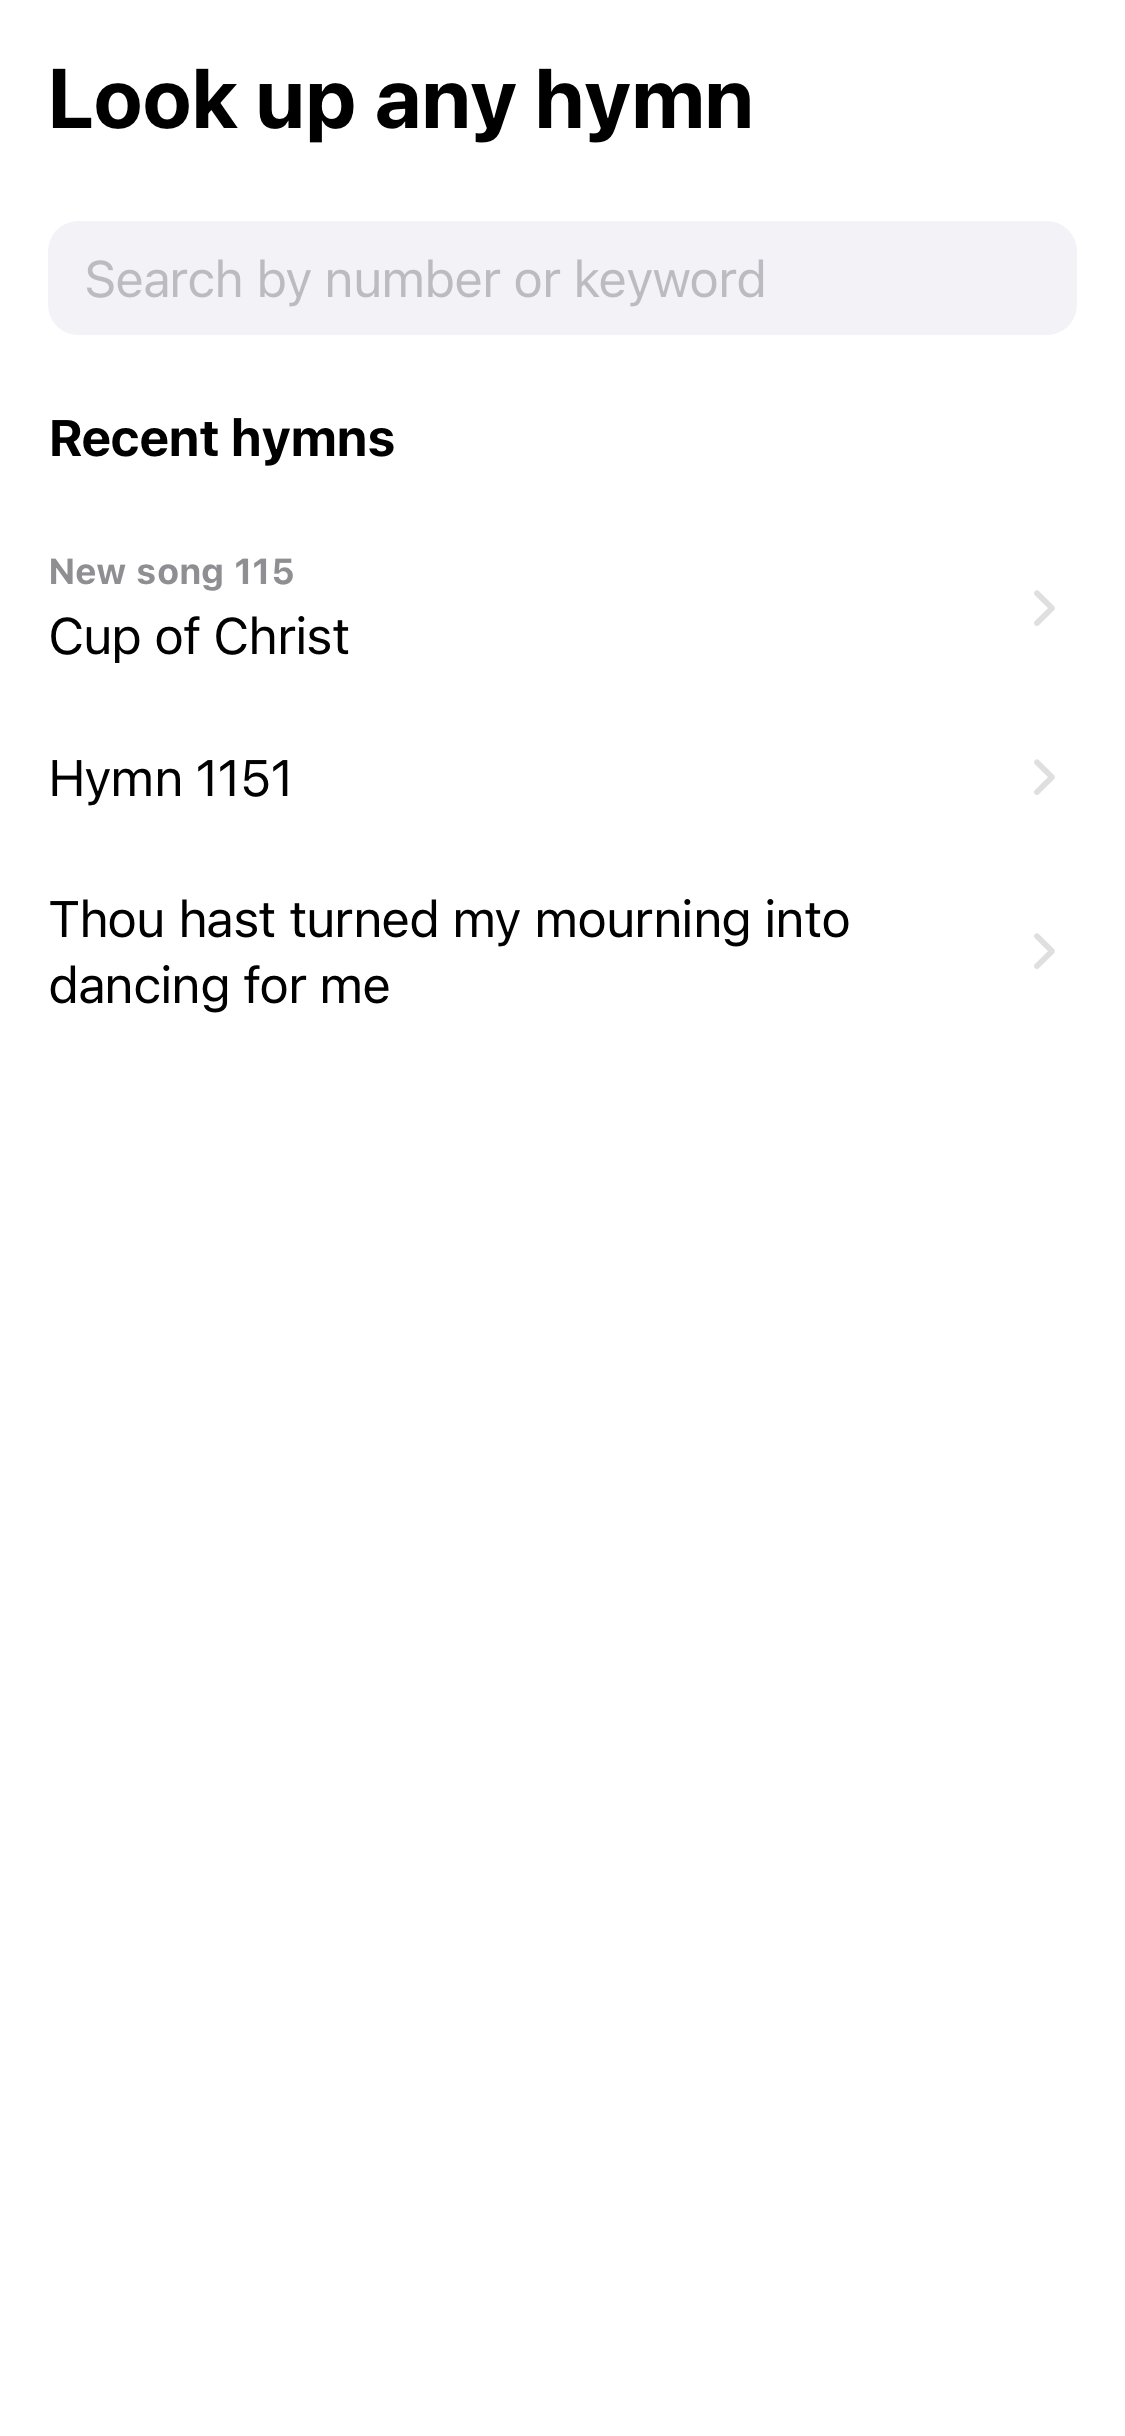 Look up any hymn
Search by number or keyword
Recent hymns
New song 115
Cup of Christ
Hymn 1151
Thou hast turned my mourning into
dancing for me